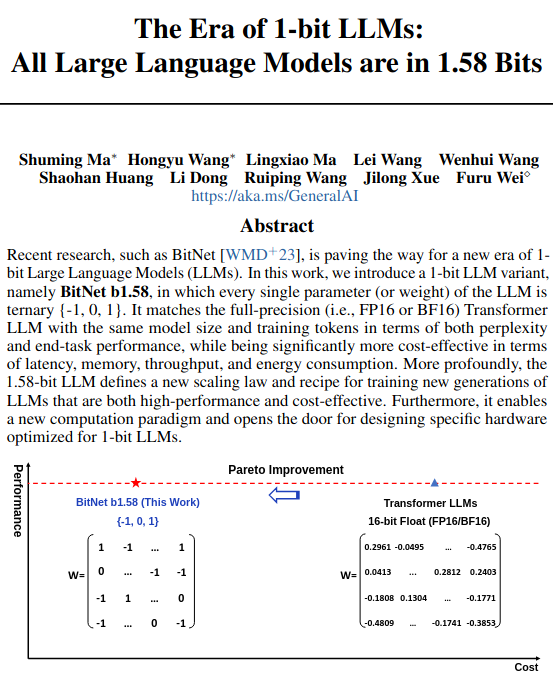 The Era of 1-bit LLMs:
All Large Language Models are in 1.58 Bits
Shuming Ma* Hongyu Wang* Lingxiao Ma Lei Wang Wenhui Wang
Shaohan Huang Li Dong Ruiping Wang Jilong Xue Furu Wei◇
https://aka.ms/GeneralAI
Abstract
Recent research, such as BitNet [WMD+23], is paving the way for a new era of 1-
bit Large Language Models (LLMs). In this work, we introduce a 1-bit LLM variant,
namely BitNet b1.58, in which every single parameter (or weight) of the LLM is
ternary {-1, 0, 1}. It matches the full-precision (i.e., FP16 or BF16) Transformer
LLM with the same model size and training tokens in terms of both perplexity
and end-task performance, while being significantly more cost-effective in terms
of latency, memory, throughput, and energy consumption. More profoundly, the
1.58-bit LLM defines a new scaling law and recipe for training new generations of
LLMs that are both high-performance and cost-effective. Furthermore, it enables
a new computation paradigm and opens the door for designing specific hardware
optimized for 1-bit LLMs.
Performance
Pareto Improvement
BitNet b1.58 (This Work)
{-1, 0, 1}
W=
1 -1 ... 1
0 ... -1 -1
-1 1 ... 0
-1 ... 0 -1
Transformer LLMs
16-bit Float (FP16/BF16)
W=
0.2961 -0.0495 ... -0.4765
0.0413 ... 0.2812 0.2403
-0.1808 0.1304 ... -0.1771
-0.4809 ... -0.1741 -0.3853
Cost